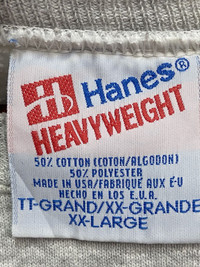 Hanes®
HEAVYWEIGHT
50% COTTON (COTON/ALGODON)
50% POLYESTER
MADE IN USA/FABRIQUÉ AUX É-U
HECHO EN LOS E.U.A.
TT-GRAND/XX-GRANDE
XX-LARGE